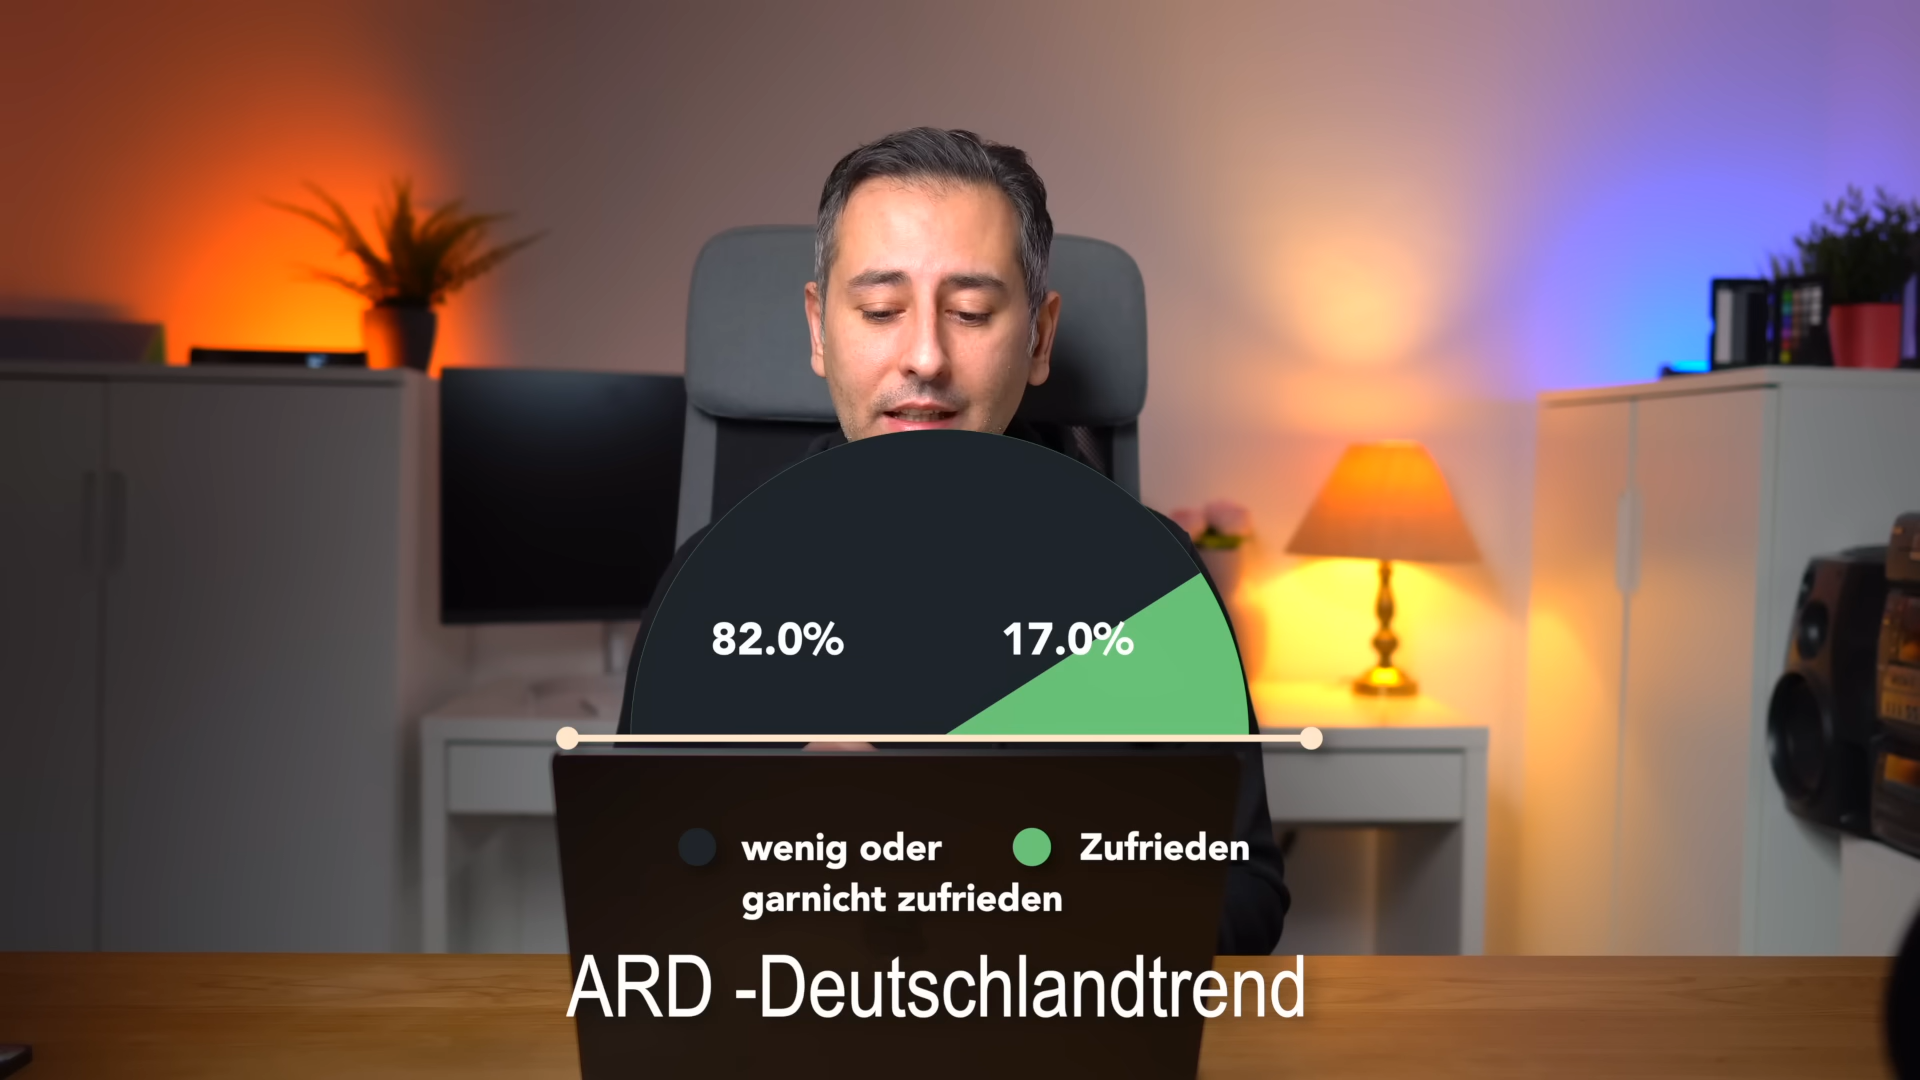 82.0% 17.0%
wenig oder
garnicht zufrieden
Zufrieden
ARD -Deutschlandtrend